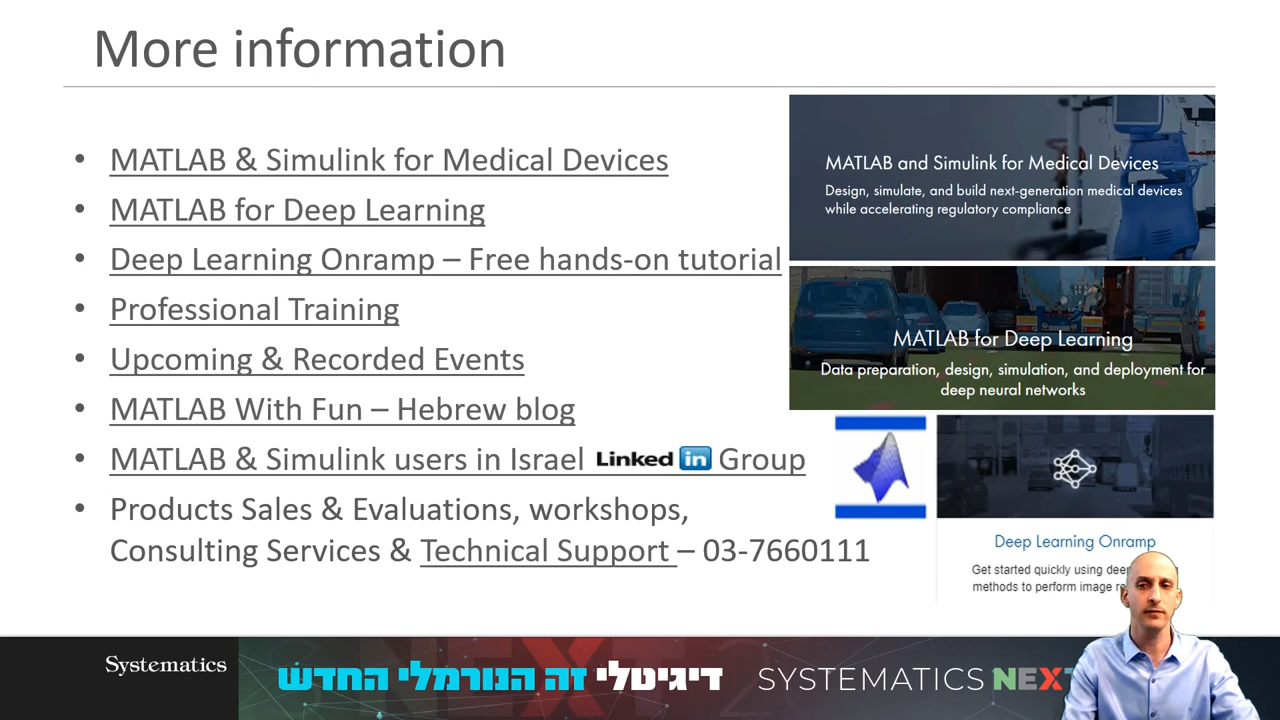 More information
• MATLAB & Simulink for Medical Devices
• MATLAB for Deep Learning
• Deep Learning Onramp – Free hands-on tutorial
• Professional Training
• Upcoming & Recorded Events
• MATLAB With Fun – Hebrew blog
• MATLAB & Simulink users in Israel Linked in Group
• Products Sales & Evaluations, workshops,
Consulting Services & Technical Support – 03-7660111
MATLAB and Simulink for Medical Devices
Design, simulate, and build next-generation medical devices
while accelerating regulatory compliance
MATLAB for Deep Learning
Data preparation, design, simulation, and deployment for
deep neural networks
Deep Learning Onramp
Get started quickly using
methods to perform image
Systematics
דיגיטלי זה הנורמלי החדש
SYSTEMATICS NEXT